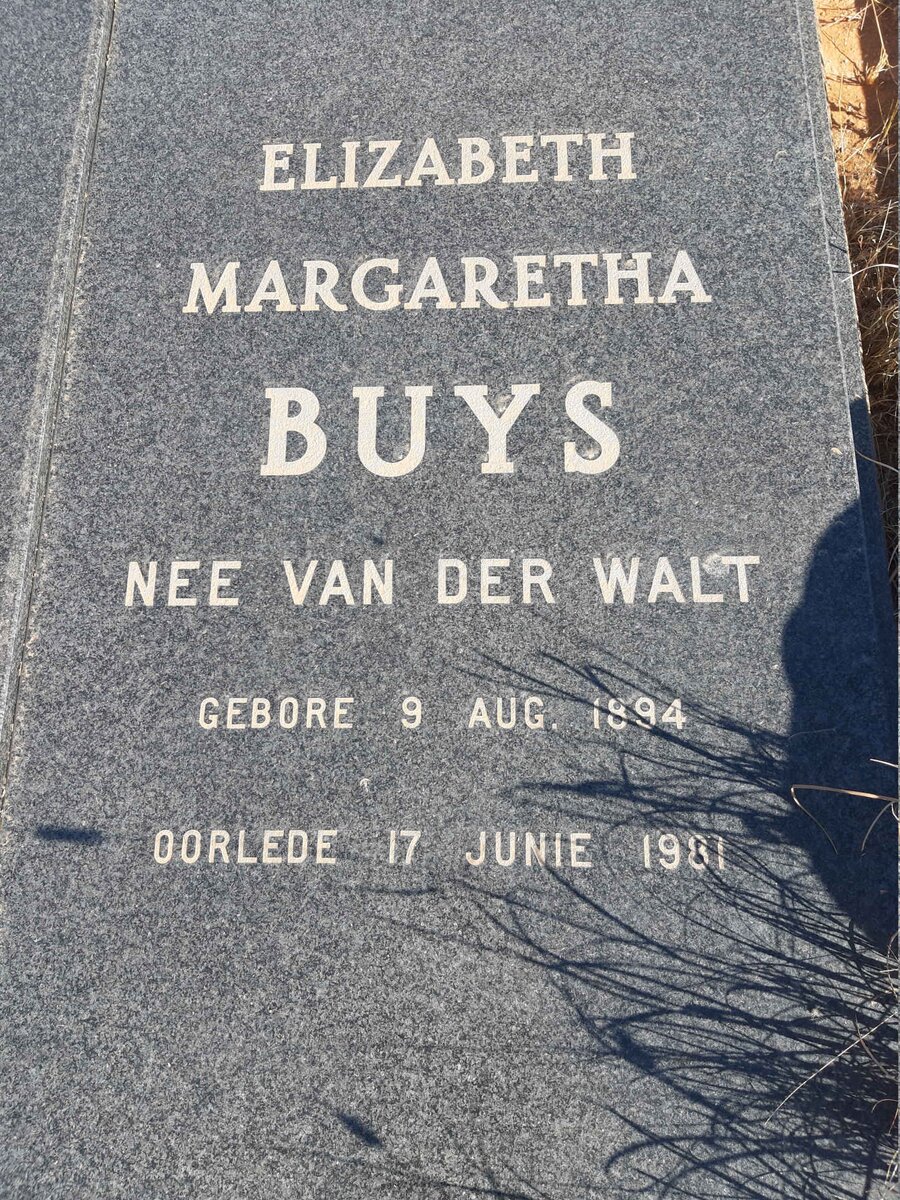 ELIZABETH
MARGARETHA
BUYS
NEE VAN DER WALT
GEBORE 9 AUG. 1894
OORLEDE 17 JUNIE 1981